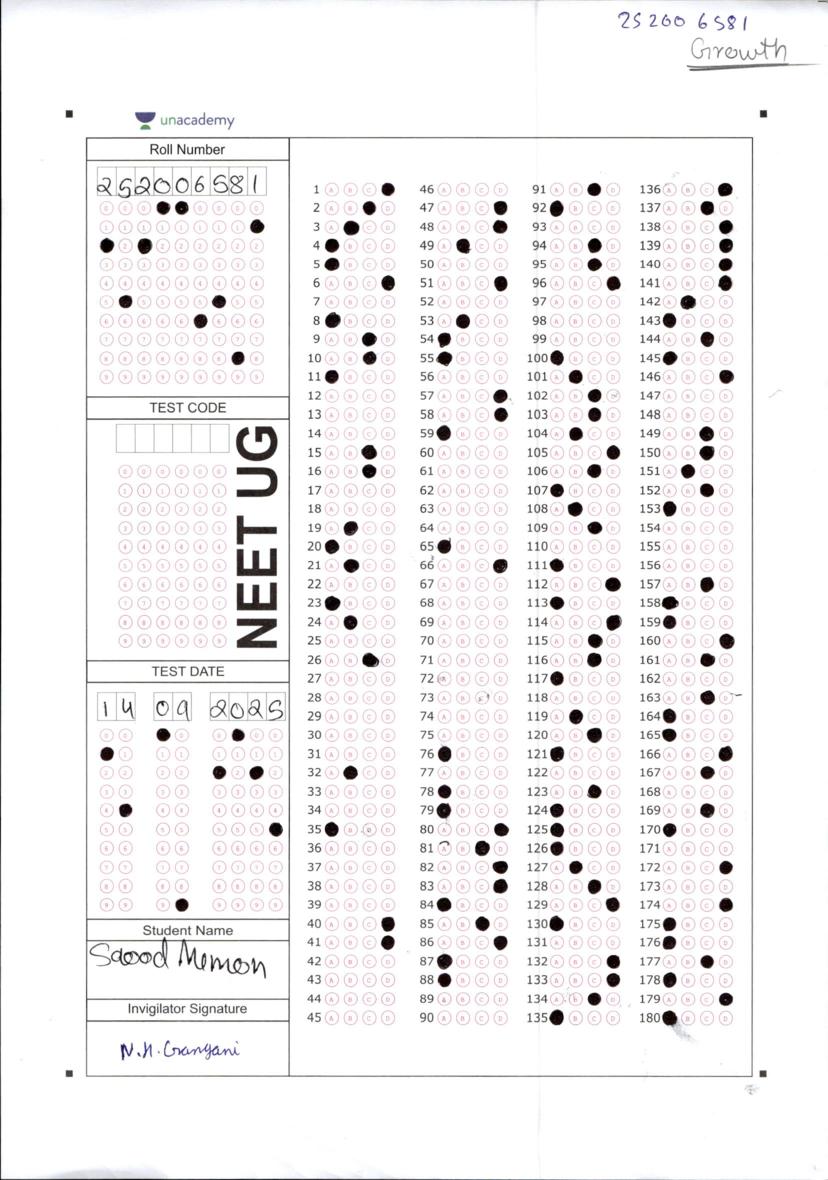 25200 6581
Growth
unacademy
Roll Number
252006581
TEST CODE
NEET UG
TEST DATE
14 09 2025
Student Name
Saood Memon
Invigilator Signature
1 A B C
2 A B D
3 A C D
4 B C D
5 B C D
6 A B C
7 A B C D
8 B C D
9 A B D
10 A B D
11 B C D
12 A B C D
13 A B C D
14 A B C D
15 A B D
16 A B D
17 A B C D
18 A B C D
19 A C D
20 B C D
21 A C D
22 A B C D
23 B C D
24 A C D
25 A B C D
26 A B D
27 A B C D
28 A B C D
29 A B C D
30 A B C D
31 A B C D
32 A C D
33 A B C D
34 A B C D
35 B C D
36 A B C D
37 A B C D
38 A B C D
39 A B C D
40 A B C
41 A B C
42 A B C D
43 A B C D
44 A B C D
45 A B C D
46 A B C D
47 A B C
48 A B C
49 A C D
50 A B C D
51 A B C
52 A B C D
53 A C D
54 B C D
55 B C D
56 A B C D
57 A B C
58 A B C
59 B C D
60 A B C D
61 A B C D
62 A B C D
63 A B C D
64 A B C D
65 B C D
66 A B C
67 A B C D
68 A B C D
69 A B C D
70 A B C D
71 A B C D
72 A B C D
73 A B C D
74 A B C D
75 A B C D
76 B C D
77 A B C D
78 B C D
79 B C D
80 A B C
81 A B D
82 A B C
83 A B C
84 B C D
85 A B D
86 A B C
87 B C D
88 B C D
89 A B C D
90 A B C D
91 A B D
92 B C D
93 A B C D
94 A B D
95 A B D
96 A B C
97 A B C D
98 A B C D
99 A B C D
100 B C D
101 A C D
102 A B D
103 A B D
104 A C D
105 A B C
106 A B D
107 B C D
108 A C D
109 A B D
110 A B C D
111 B C D
112 A B C
113 B C D
114 A B C
115 A B D
116 A B D
117 B C D
118 A B C D
119 A C D
120 A B D
121 B C D
122 A B C D
123 A B D
124 B C D
125 B C D
126 B C D
127 A C D
128 A B D
129 A B C
130 B C D
131 A B C D
132 A B C
133 A B C
134 A B D
135 B C D
136 A B C
137 A B D
138 A B C
139 A B C
140 A B C
141 A B C
142 A C D
143 B C D
144 A B D
145 B C D
146 A B C
147 A B C D
148 A B C D
149 A B D
150 A B D
151 A C D
152 A B D
153 B C D
154 A B C D
155 A B C D
156 A B C D
157 A B D
158 B C D
159 B C D
160 A B C
161 A B D
162 A B C D
163 A B D
164 B C D
165 B C D
166 A B C
167 A B D
168 A B C D
169 A B D
170 B C D
171 A B C D
172 A B C
173 A B C D
174 A B C
175 B C D
176 B C D
177 A B D
178 B C D
179 A B C
180 B C D